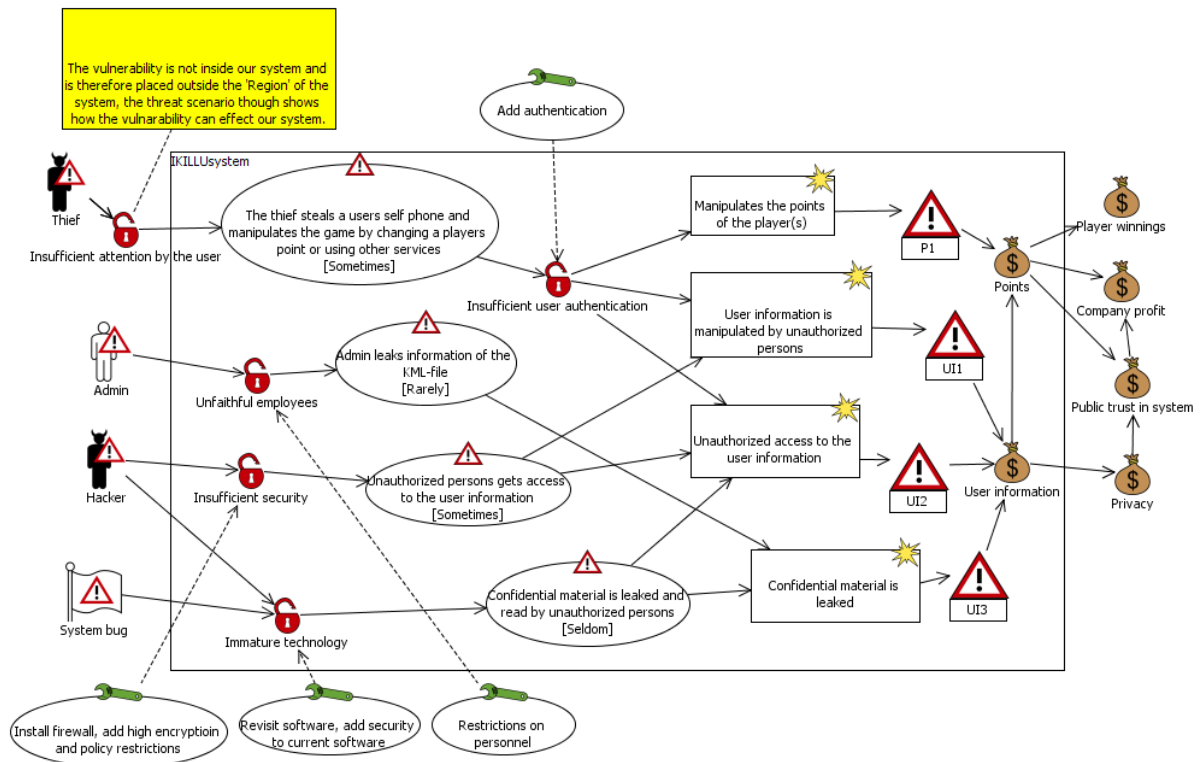 The vulnerability is not inside our system and
is therefore placed outside the 'Region' of the
system, the threat scenario though shows
how the vulnarability can effect our system.
Add authentication
IKILLUsystem
Thief
Insufficient attention by the user
The thief steals a users self phone and
manipulates the game by changing a players
point or using other services
[Sometimes]
Insufficient user authentication
Manipulates the points
of the player(s)
P1
Points
Player winnings
Company profit
User information is
manipulated by unauthorized
persons
UI1
Admin
Unfaithful employees
Admin leaks information of the
KML-file
[Rarely]
Public trust in system
Hacker
Insufficient security
Unauthorized persons gets access
to the user information
[Sometimes]
Unauthorized access to the
user information
UI2
User information
Privacy
System bug
Immature technology
Confidential material is leaked and
read by unauthorized persons
[Seldom]
Confidential material is
leaked
UI3
Install firewall, add high encryptioin
and policy restrictions
Revisit software, add security
to current software
Restrictions on
personnel